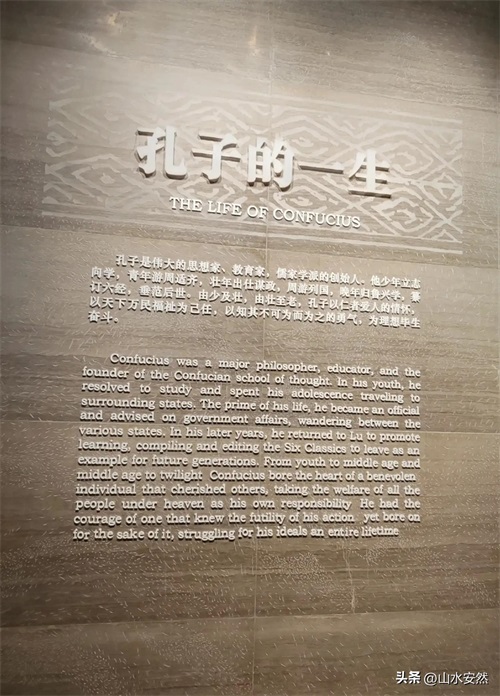 孔子的一生
THE LIFE OF CONFUCIUS
孔子是伟大的思想家、教育家，儒家学派的创始人。他少年立志
向学，青年游周适齐，壮年出仕谋政，周游列国，晚年归鲁兴学，纂
订六经，垂范后世。由少及壮，由壮至老，孔子以仁者爱人的情怀，
以天下万民福祉为己任，以知其不可为而为之的勇气，为理想毕生
奋斗。
Confucius was a major philosopher, educator, and the
founder of the Confucian school of thought. In his youth, he
resolved to study and spent his adolescence traveling to
surrounding states. The prime of his life, he became an official
and advised on government affairs, wandering between the
various states. In his later years, he returned to Lu to promote
learning, compiling and editing the Six Classics to leave as an
example for future generations. From youth to middle age and
middle age to twilight, Confucius bore the heart of a benevolen
individual that cherished others, taking the welfare of all the
people under heaven as his own responsibility. He had the
courage of one that knew the futility of his action yet bore on
for the sake of it, struggling for his ideals an entire lifetime
头条 @山水安然